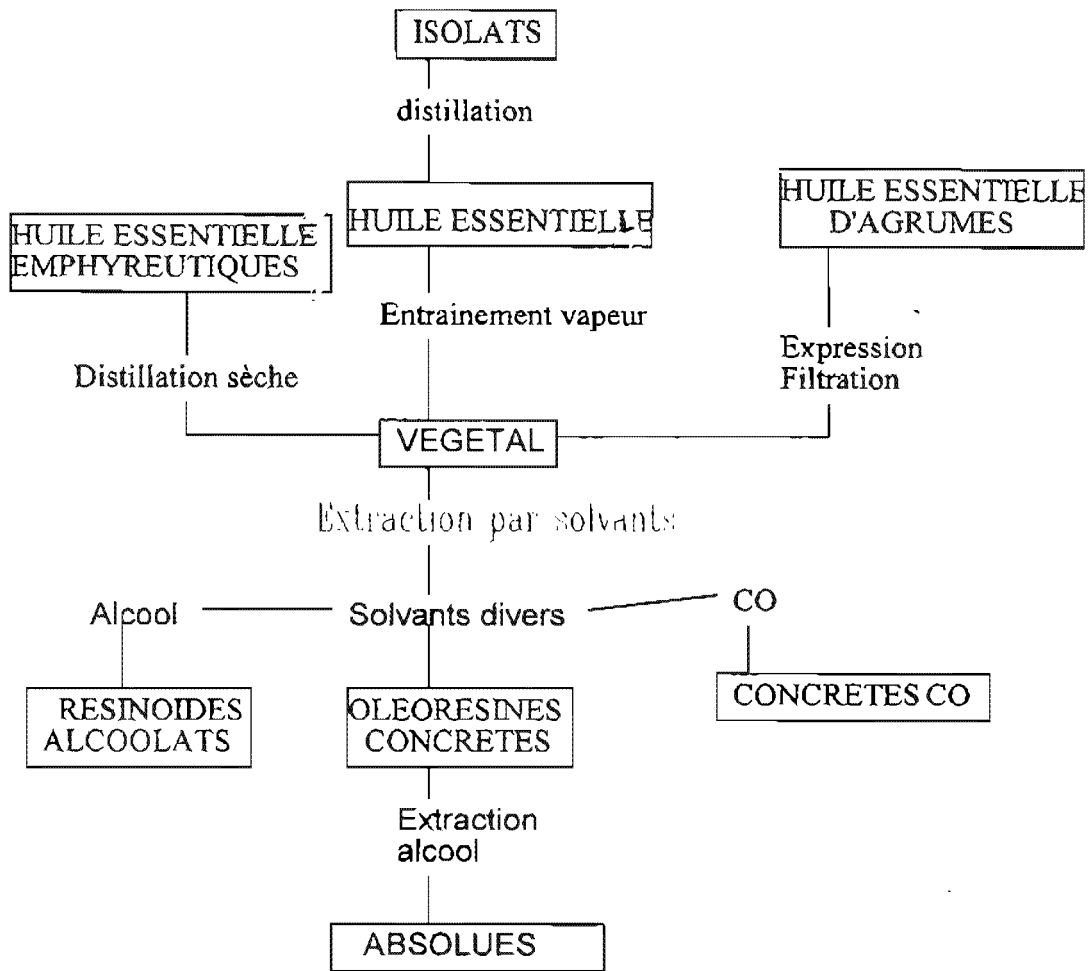 ISOLATS
distillation
HUILE ESSENTIELLE
EMPHYREUTIQUES
HUILE ESSENTIELLE
HUILE ESSENTIELLE
D'AGRUMES
Entrainement vapeur
Distillation sèche
Expression
Filtration
VEGETAL
Extraction par solvants
Alcool
Solvants divers
CO
RESINOIDES
ALCOOLATS
OLEORESINES
CONCRETES
CONCRETES CO
Extraction
alcool
ABSOLUES